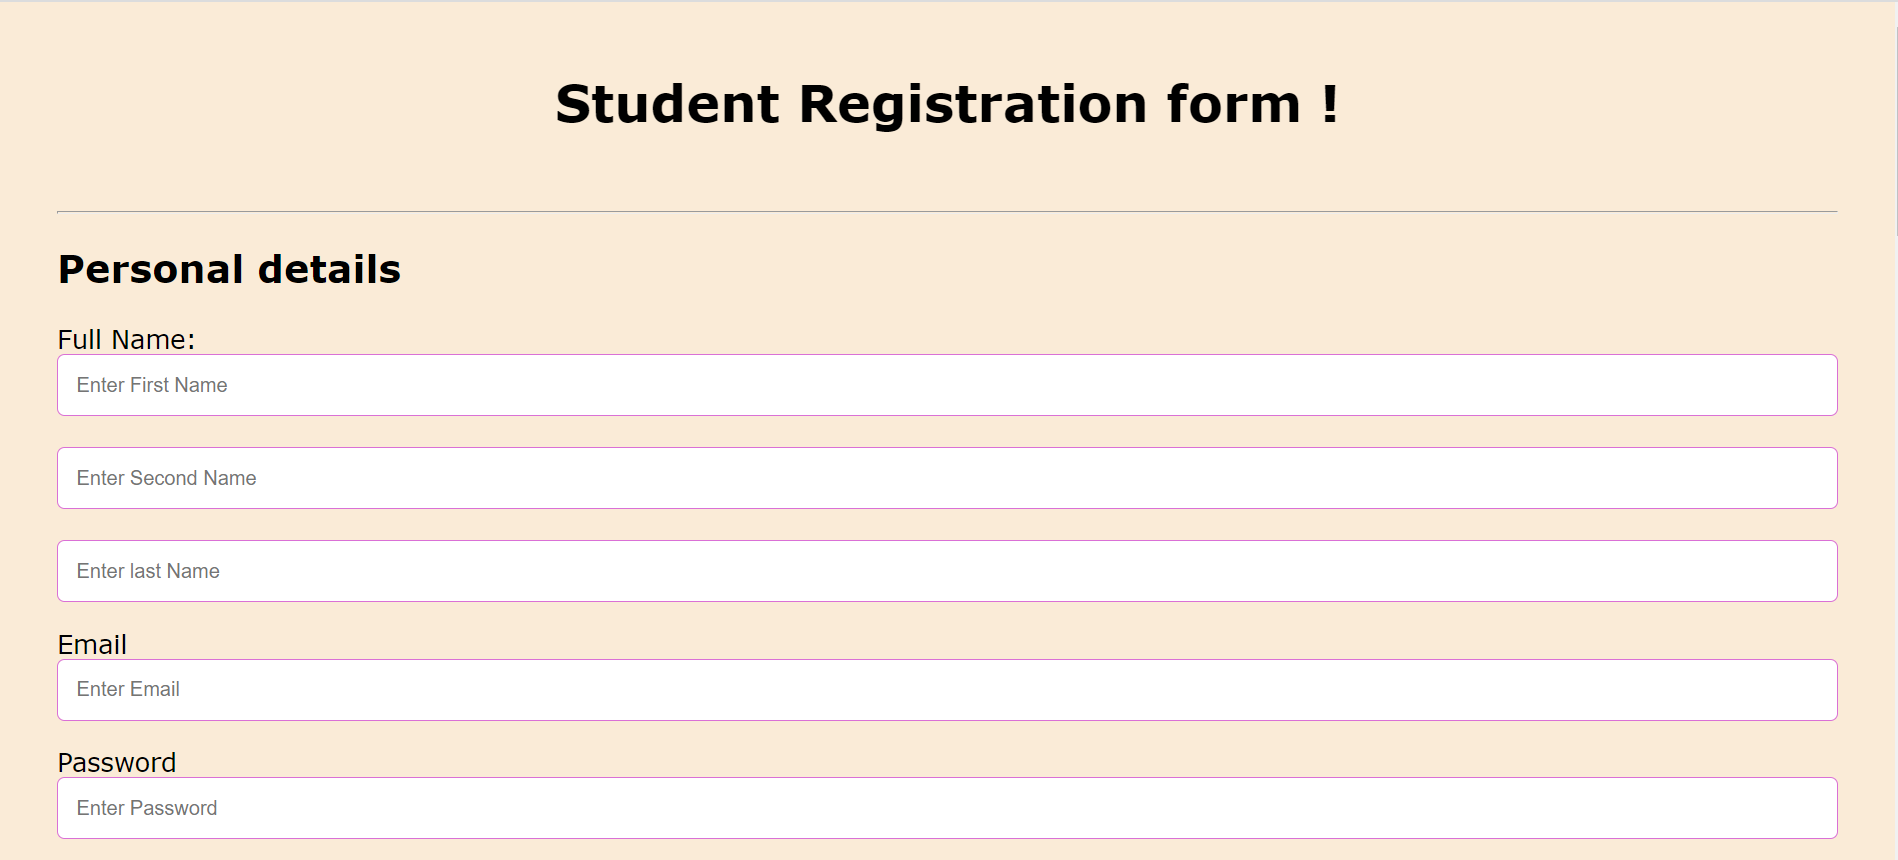 Student Registration form !
Personal details
Full Name:
Enter First Name
Enter Second Name
Enter last Name
Email
Enter Email
Password
Enter Password